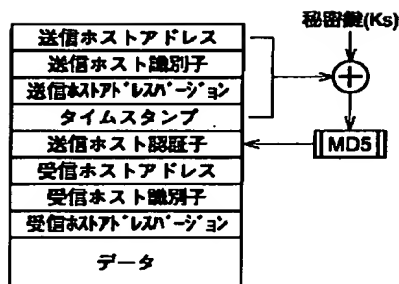 秘密鍵(Ks)
送信ホストアドレス
送信ホスト識別子
送信ホストアドレスバージョン
タイムスタンプ
送信ホスト認証子
MD5
受信ホストアドレス
受信ホスト識別子
受信ホストアドレスバージョン
データ